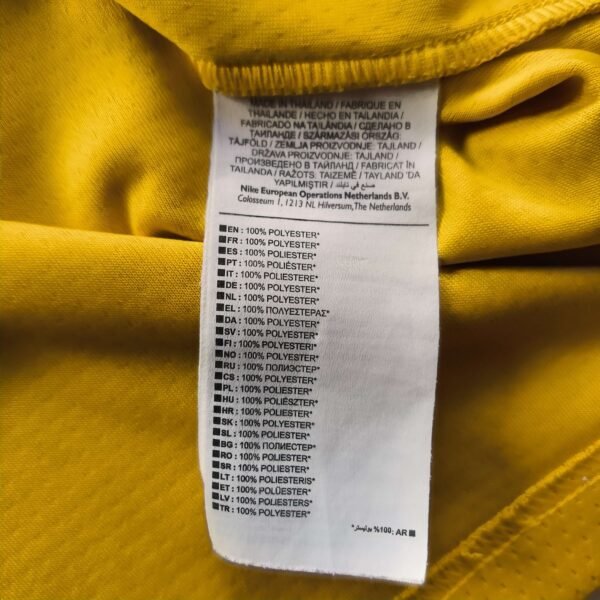 MADE IN THAILAND / FABRIQUE EN
THAILANDE / HECHO EN TAILANDIA /
FABRICADO NA TAILÂNDIA / СДЕЛАНО В
ТАИЛАНДЕ / SZÁRMAZÁSI ORSZÁG:
TÁJFÖLD / ZEMLJA PROIZVODNJE: TAJLAND /
DRŽAVA PROIZVODNJE: TAJLAND /
ПРОИЗВЕДЕНО В ТАЙЛАНД / FABRICAT ÎN
TAILANDA / RAŽOTS: TAIZEMĒ / TAYLAND 'DA
YAPILMIŞTIR / صنع في تايلند
Nike European Operations Netherlands B.V.
Colosseum 1, 1213 NL Hilversum, The Netherlands
EN : 100% POLYESTER*
FR : 100% POLYESTER*
ES : 100% POLIÉSTER*
PT : 100% POLIÉSTER*
IT : 100% POLIESTERE*
DE : 100% POLYESTER*
NL : 100% POLYESTER*
EL : 100% ΠΟΛΥΕΣΤΕΡΑΣ*
DA : 100% POLYESTER*
SV : 100% POLYESTER*
FI : 100% POLYESTERI*
NO : 100% POLYESTER*
RU : 100% ПОЛИЭСТЕР*
CS : 100% POLYESTER*
PL : 100% POLIESTER*
HU : 100% POLIÉSZTER*
HR : 100% POLIESTER*
SK : 100% POLYESTER*
SL : 100% POLIESTER*
BG : 100% ПОЛИЕСТЕР*
RO : 100% POLIESTER*
SR : 100% POLIESTER*
LT : 100% POLIESTERIS*
ET : 100% POLÜESTER*
LV : 100% POLIESTERS*
TR : 100% POLYESTER*
AR :100% بوليستر*